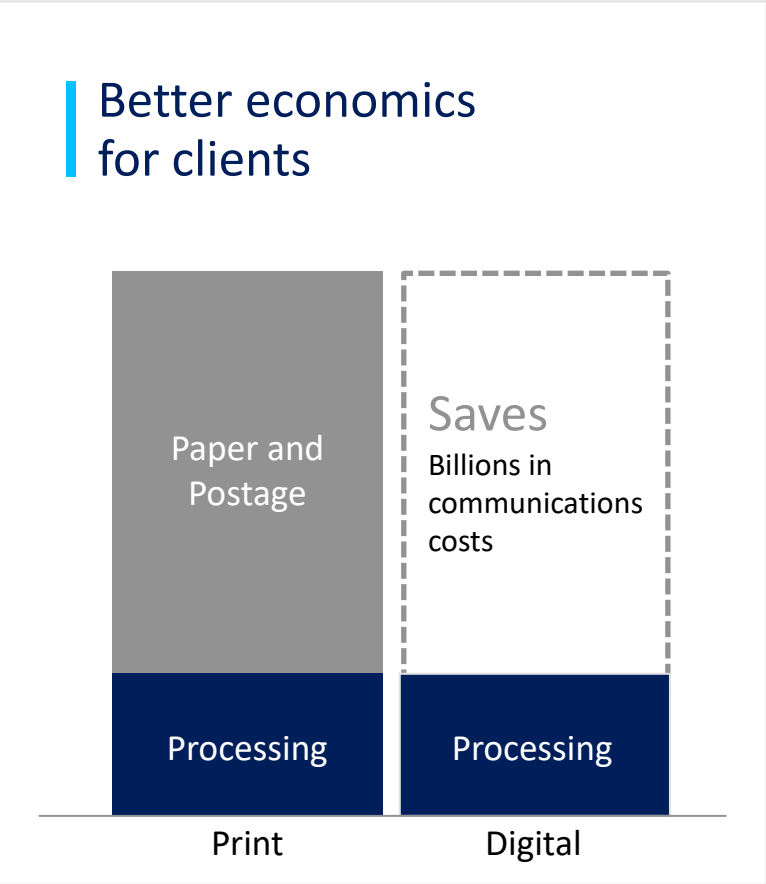 Better economics
for clients
Paper and
Postage
Saves
Billions in
communications
costs
Processing
Processing
Print
Digital